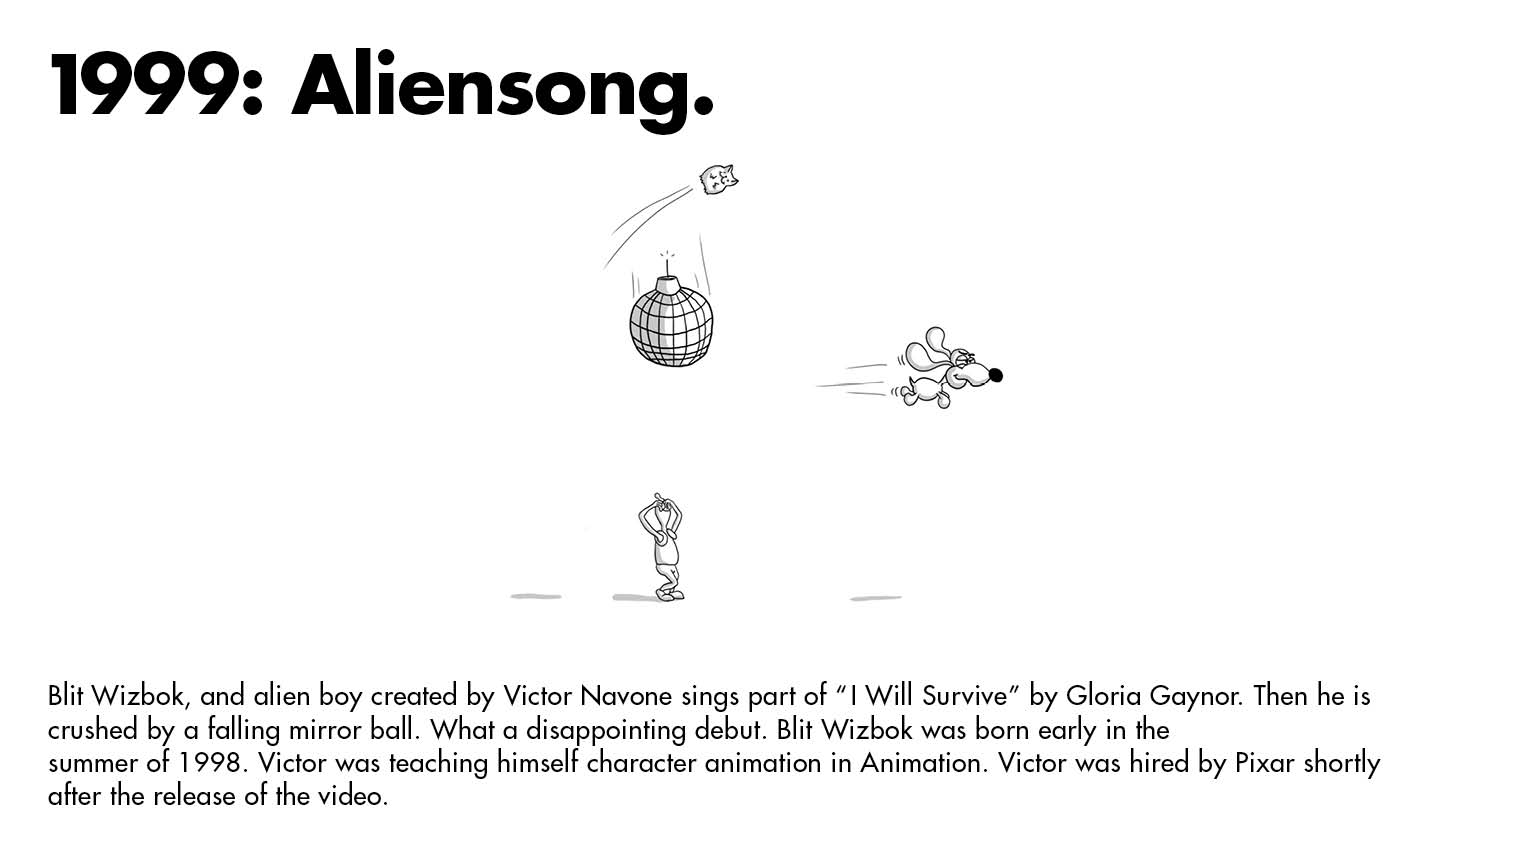 1999: Aliensong.
Blit Wizbok, and alien boy created by Victor Navone sings part of “I Will Survive” by Gloria Gaynor. Then he is
crushed by a falling mirror ball. What a disappointing debut. Blit Wizbok was born early in the
summer of 1998. Victor was teaching himself character animation in Animation. Victor was hired by Pixar shortly
after the release of the video.